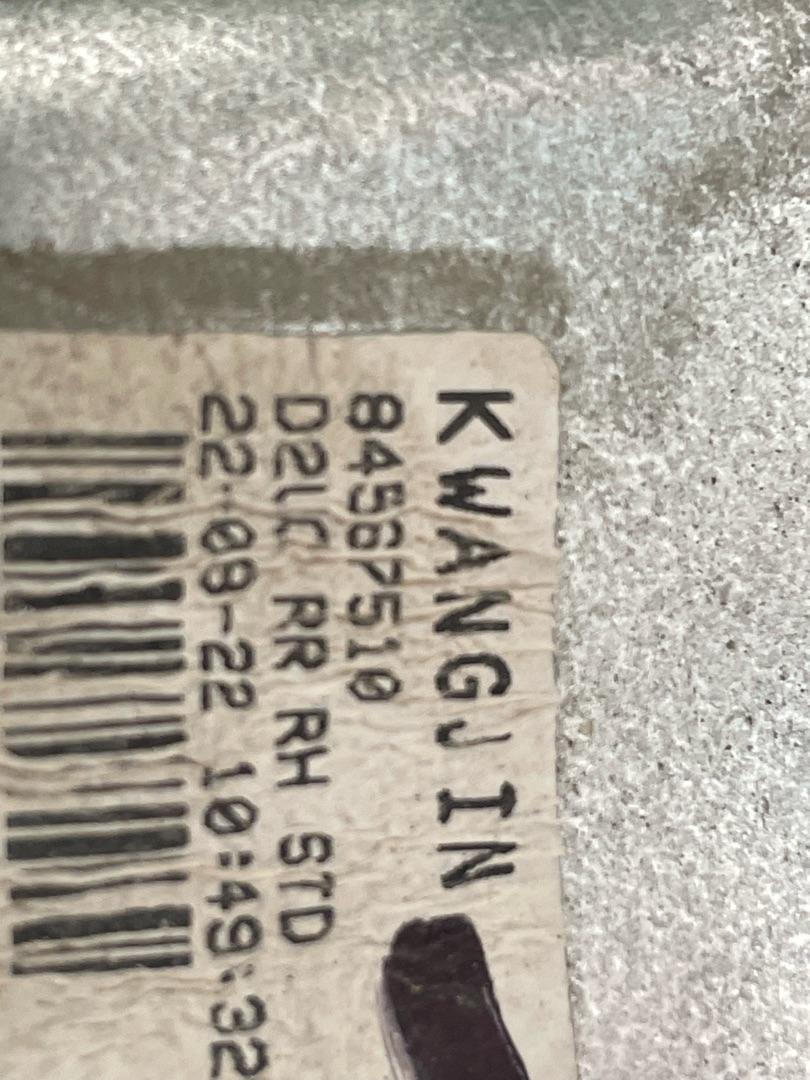 KWANGJIN
84567510
D2LC RR RH STD
22-08-22 10:49:32